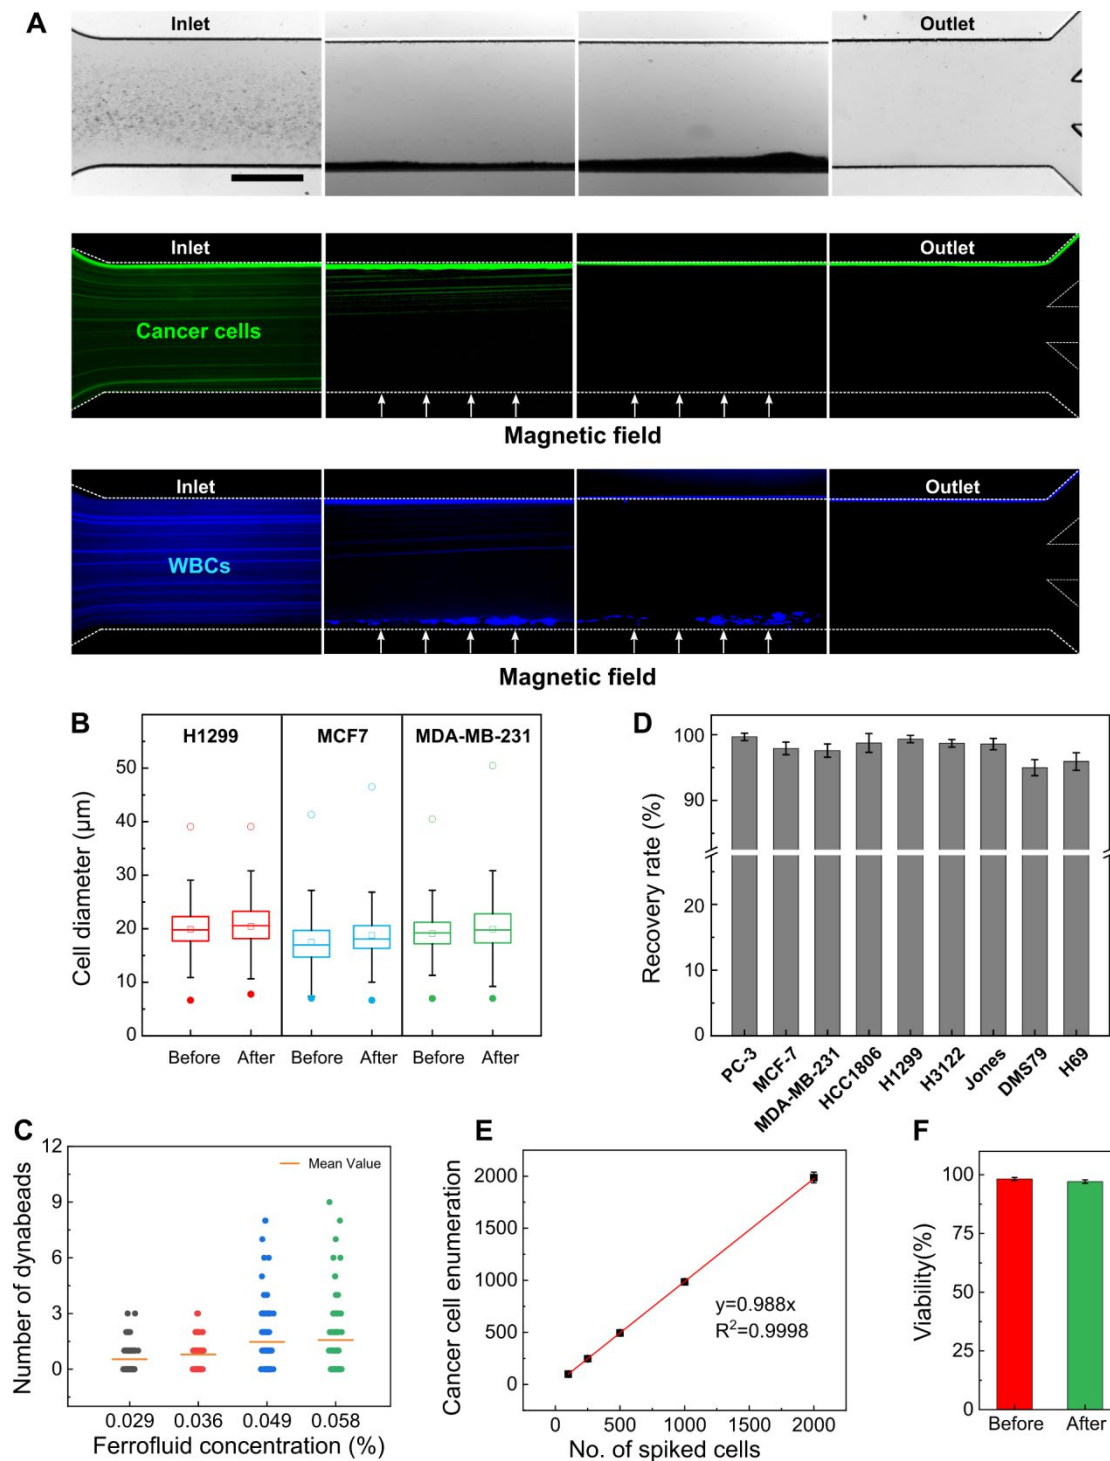 A
Inlet
Outlet
Inlet
Outlet
Cancer cells
Magnetic field
Inlet
Outlet
WBCs
Magnetic field
B
H1299
MCF7
MDA-MB-231
Cell diameter (µm)
50
40
30
20
10
0
Before
After
Before
After
Before
After
D
Recovery rate (%)
100
90
20
10
0
PC-3
MCF-7
MDA-MB-231
HCC1806
H1299
H3122
Jones
DMS79
H69
C
Number of dynabeads
12
9
6
3
0
Mean Value
0.029
0.036
0.049
0.058
Ferrofluid concentration (%)
E
Cancer cell enumeration
2000
1500
1000
500
0
y=0.988x
R²=0.9998
0
500
1000
1500
2000
No. of spiked cells
F
Viability(%)
100
75
50
25
0
Before
After